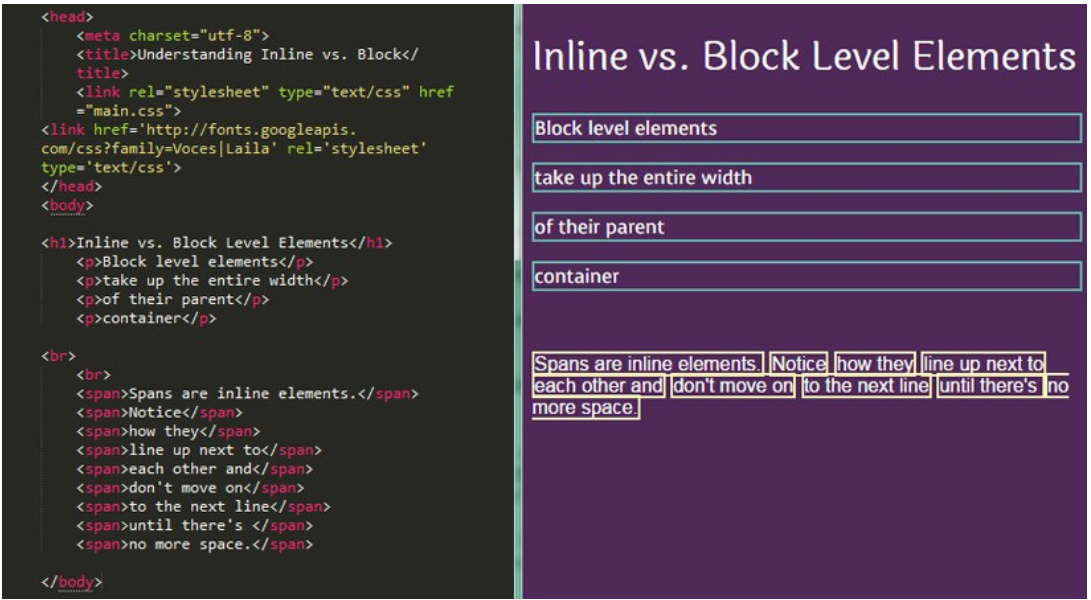 <head>
<meta charset="utf-8">
<title>Understanding Inline vs. Block</
title>
<link rel="stylesheet" type="text/css" href
="main.css">
<link href='http://fonts.googleapis.
com/css?family=Voces|Laila' rel='stylesheet'
type='text/css'>
</head>
<body>
<h1>Inline vs. Block Level Elements</h1>
<p>Block level elements</p>
<p>take up the entire width</p>
<p>of their parent</p>
<p>container</p>
<br>
<br>
<span>Spans are inline elements.</span>
<span>Notice</span>
<span>how they</span>
<span>line up next to</span>
<span>each other and</span>
<span>don't move on</span>
<span>to the next line</span>
<span>until there's </span>
<span>no more space.</span>
</body>
Inline vs. Block Level Elements
Block level elements
take up the entire width
of their parent
container
Spans are inline elements. Notice how they line up next to
each other and don't move on to the next line until there's no
more space.